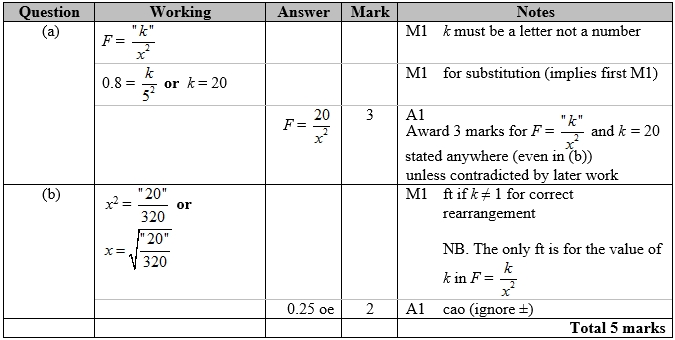 Question Working Answer Mark Notes
(a) F = "k"/x² M1 k must be a letter not a number
0.8 = k/5² or k = 20 M1 for substitution (implies first M1)
F = 20/x² 3 A1
Award 3 marks for F = "k"/x² and k = 20
stated anywhere (even in (b))
unless contradicted by later work
(b) x² = "20"/320 or M1 ft if k ≠ 1 for correct
rearrangement
x = √("20"/320) NB. The only ft is for the value of
k in F = k/x²
0.25 oe 2 A1 cao (ignore ±)
Total 5 marks